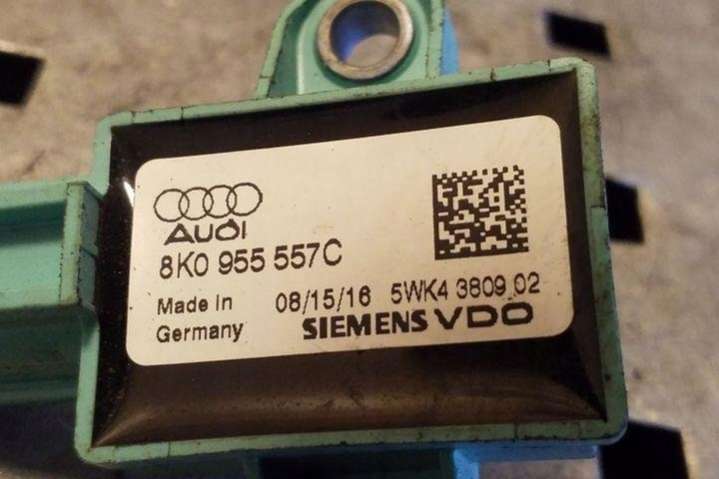 Audi
8K0 955 557C
Made in Germany
08/15/16 5WK4 3809 02
SIEMENS VDO